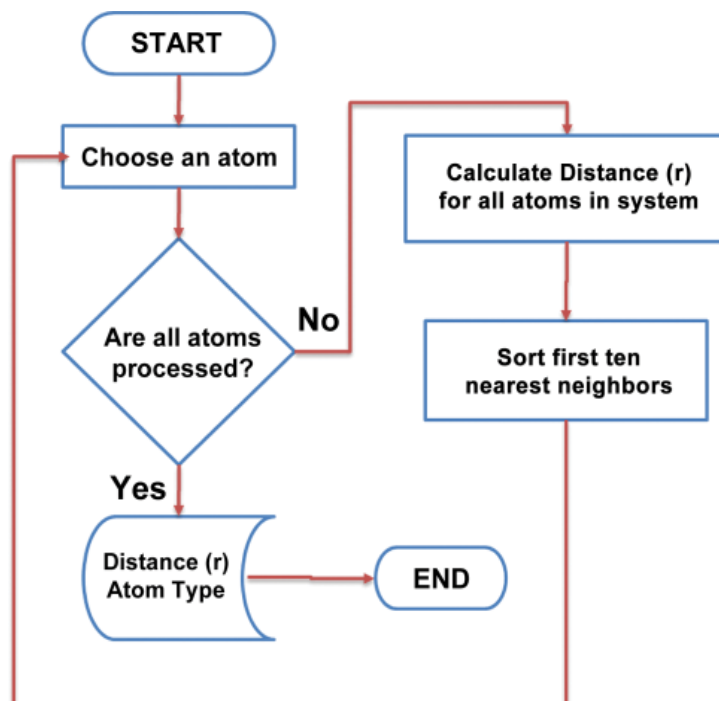 START
Choose an atom
Are all atoms
processed?
No
Yes
Calculate Distance (r)
for all atoms in system
Sort first ten
nearest neighbors
Distance (r)
Atom Type
END